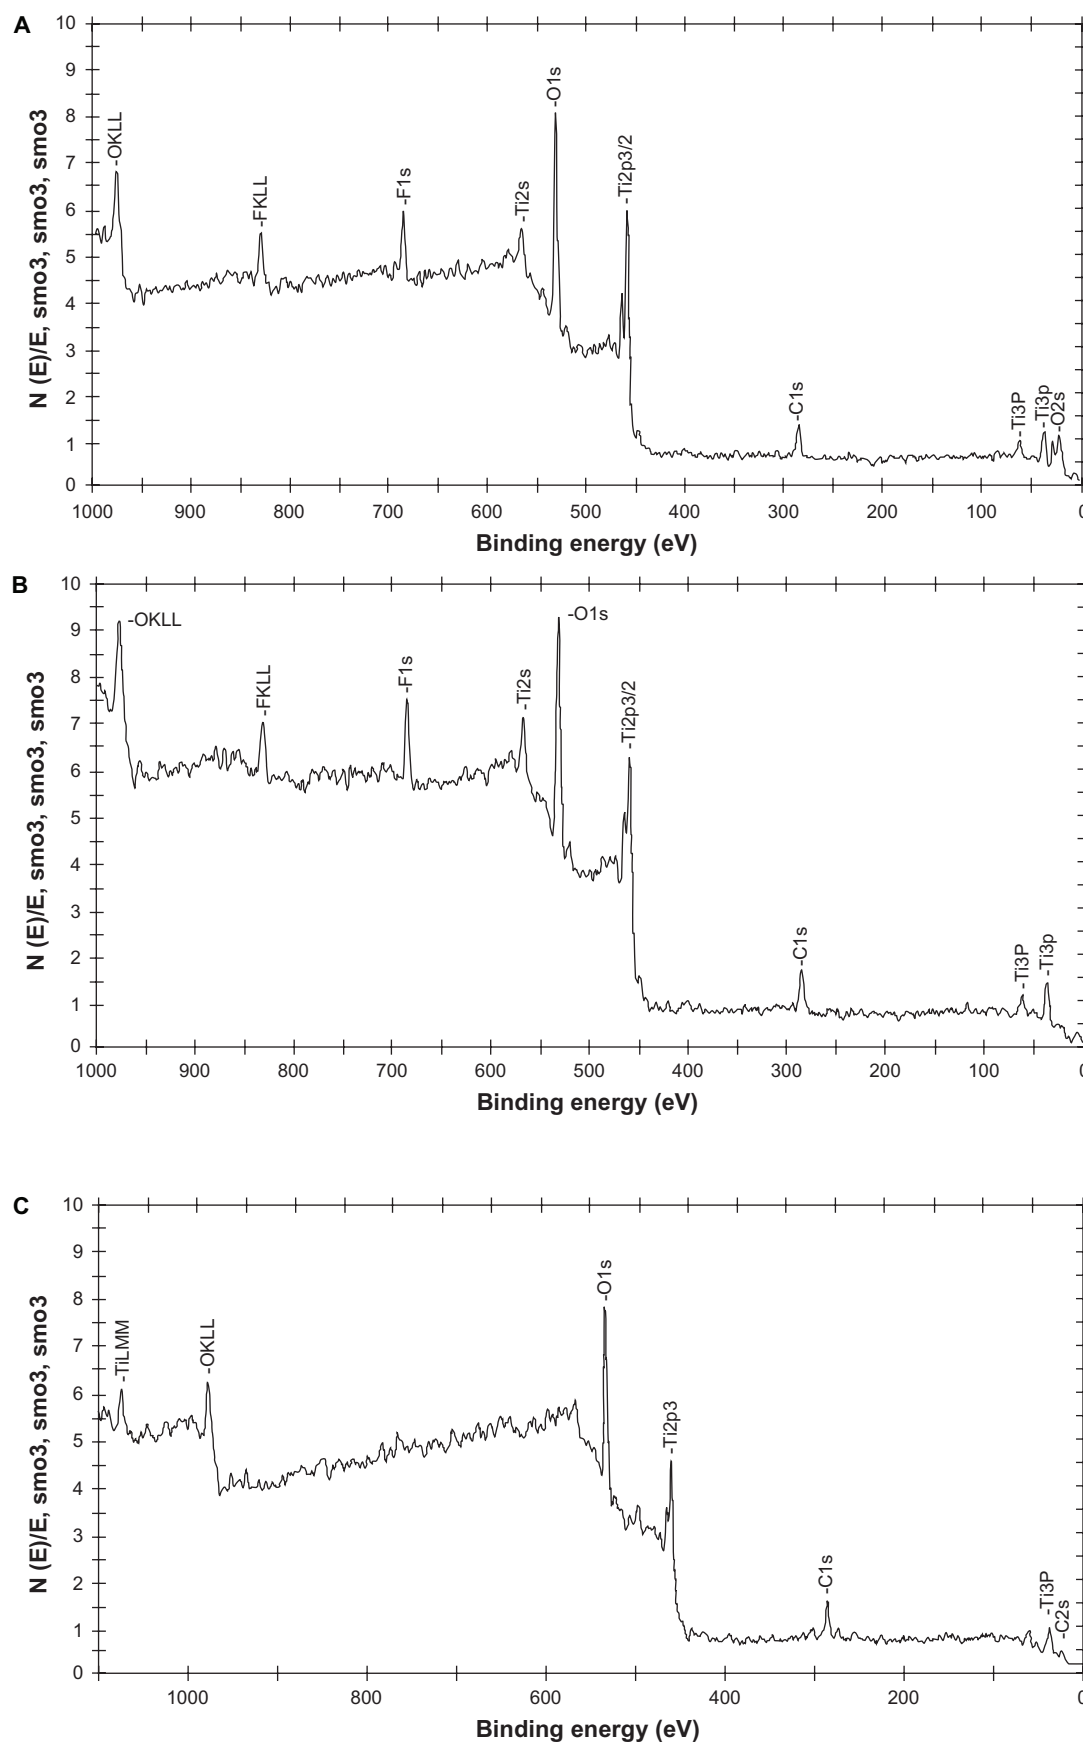 A
N (E)/E, smo3, smo3, smo3
10
9
8
7
6
5
4
3
2
1
0
-OKLL
-FKLL
-F1s
-Ti2s
-O1s
-Ti2p3/2
-C1s
-Ti3P
-Ti3p
-O2s
1000 900 800 700 600 500 400 300 200 100 0
Binding energy (eV)
B
N (E)/E, smo3, smo3, smo3
10
9
8
7
6
5
4
3
2
1
0
-OKLL
-FKLL
-F1s
-Ti2s
-O1s
-Ti2p3/2
-C1s
-Ti3P
-Ti3p
1000 900 800 700 600 500 400 300 200 100 0
Binding energy (eV)
C
N (E)/E, smo3, smo3, smo3
10
9
8
7
6
5
4
3
2
1
0
-TiLMM
-OKLL
-O1s
-Ti2p3
-C1s
-Ti3P
-C2s
1000 800 600 400 200 0
Binding energy (eV)